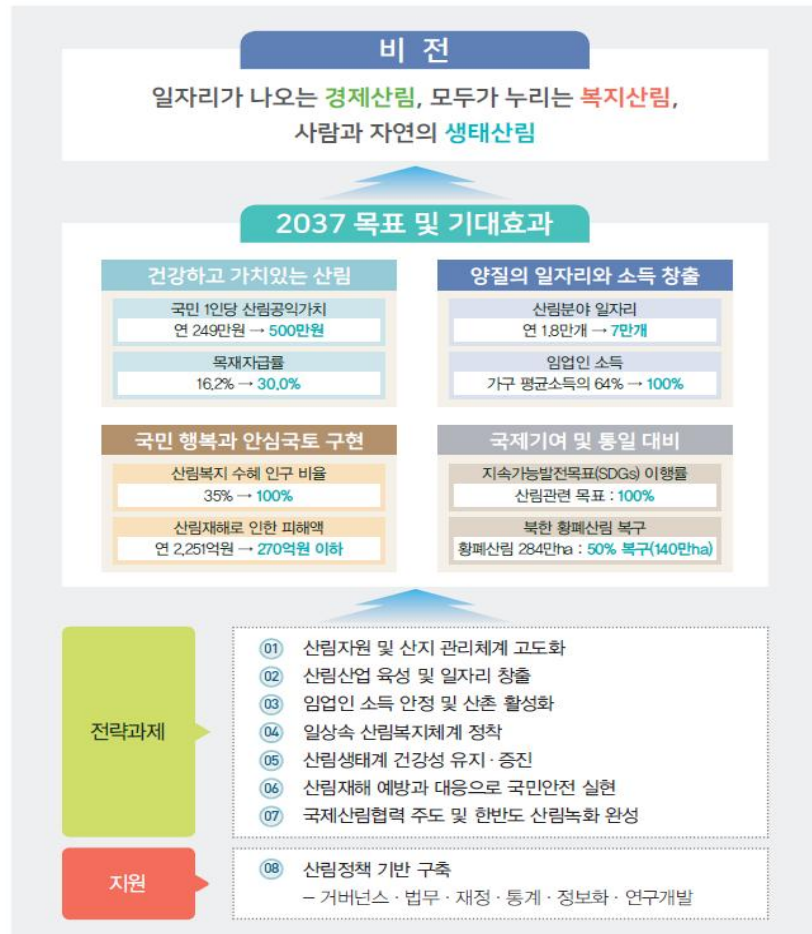 비 전
일자리가 나오는 경제산림, 모두가 누리는 복지산림,
사람과 자연의 생태산림
2037 목표 및 기대효과
건강하고 가치있는 산림
국민 1인당 산림공익가치
연 249만원 → 500만원
목재자급률
16.2% → 30.0%
양질의 일자리와 소득 창출
산림분야 일자리
연 1.8만개 → 7만개
임업인 소득
가구 평균소득의 64% → 100%
국민 행복과 안심국토 구현
산림복지 수혜 인구 비율
35% → 100%
산림재해로 인한 피해액
연 2,251억원 → 270억원 이하
국제기여 및 통일 대비
지속가능발전목표(SDGs) 이행률
산림관련 목표 : 100%
북한 황폐산림 복구
황폐산림 284만ha : 50% 복구(140만ha)
전략과제
01 산림자원 및 산지 관리체계 고도화
02 산림산업 육성 및 일자리 창출
03 임업인 소득 안정 및 산촌 활성화
04 일상속 산림복지체계 정착
05 산림생태계 건강성 유지·증진
06 산림재해 예방과 대응으로 국민안전 실현
07 국제산림협력 주도 및 한반도 산림녹화 완성
지원
08 산림정책 기반 구축
– 거버넌스·법무·재정·통계·정보화·연구개발